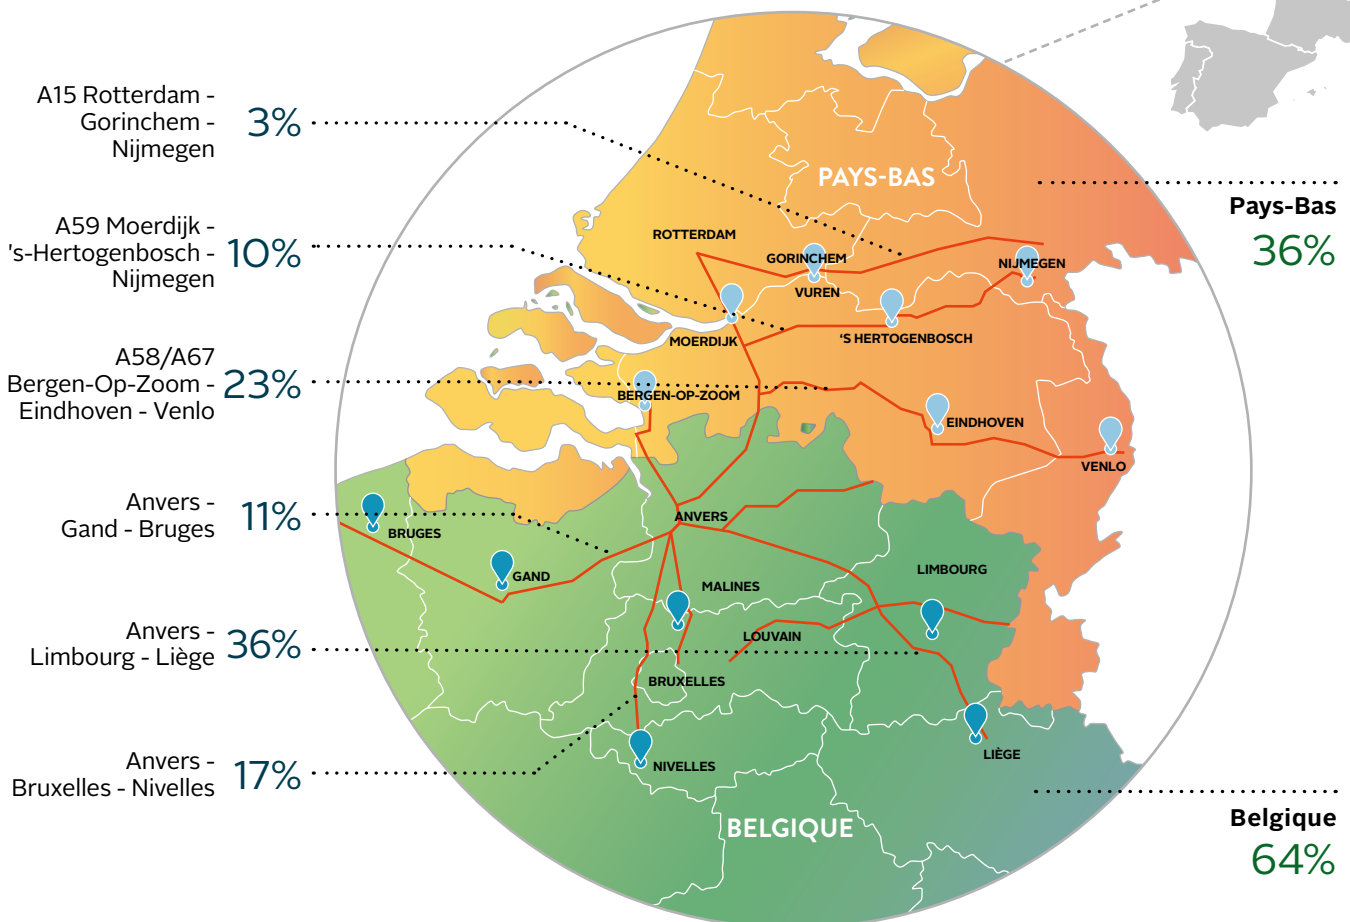 A15 Rotterdam -
Gorinchem -
Nijmegen
3%
A59 Moerdijk -
's-Hertogenbosch -
Nijmegen
10%
A58/A67
Bergen-Op-Zoom -
Eindhoven - Venlo
23%
Anvers -
Gand - Bruges
11%
Anvers -
Limbourg - Liège
36%
Anvers -
Bruxelles - Nivelles
17%
PAYS-BAS
ROTTERDAM
GORINCHEM
NIJMEGEN
VUREN
MOERDIJK
‘S HERTOGENBOSCH
BERGEN-OP-ZOOM
EINDHOVEN
VENLO
ANVERS
BRUGES
GAND
MALINES
LIMBOURG
LOUVAIN
BRUXELLES
LIÈGE
NIVELLES
BELGIQUE
Pays-Bas
36%
Belgique
64%